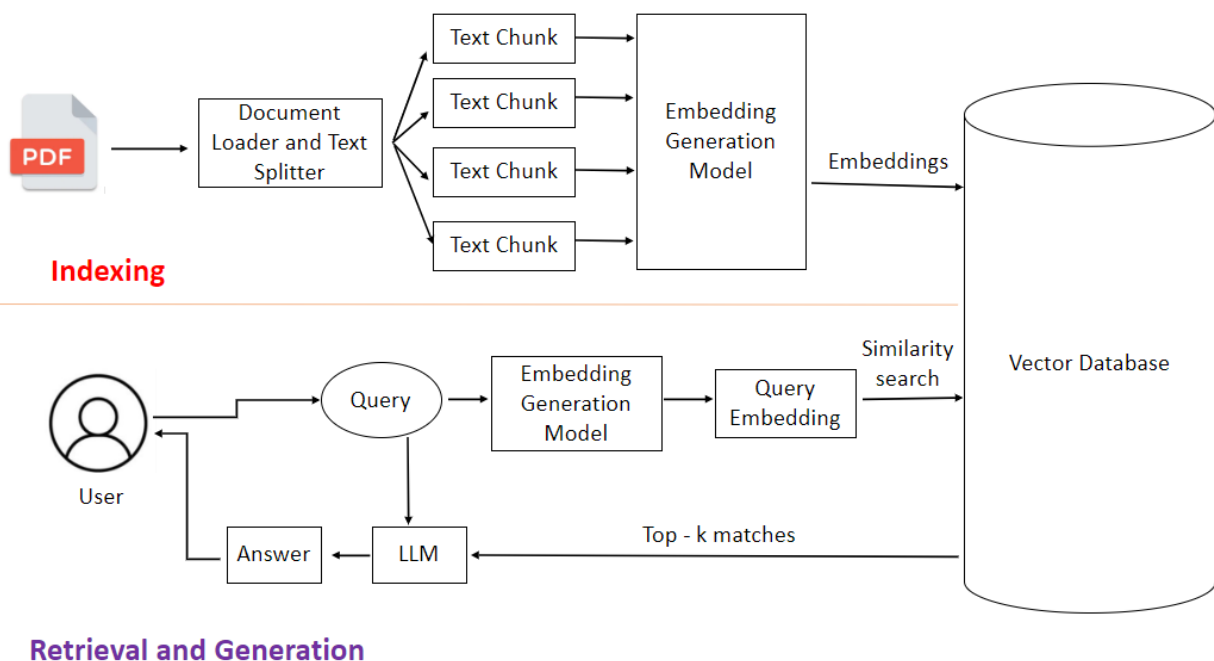 Text Chunk
Text Chunk
Text Chunk
Text Chunk
PDF
Document
Loader and Text
Splitter
Embedding
Generation
Model
Embeddings
Indexing
Vector Database
User
Query
Embedding
Generation
Model
Query
Embedding
Similarity
search
Answer
LLM
Top - k matches
Retrieval and Generation